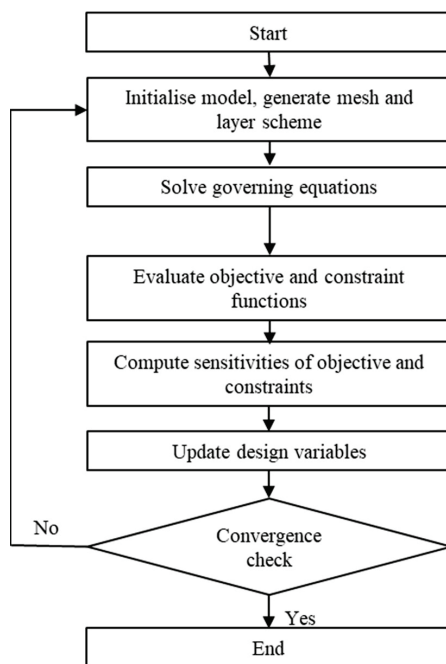 Start
Initialise model, generate mesh and
layer scheme
Solve governing equations
Evaluate objective and constraint
functions
Compute sensitivities of objective and
constraints
Update design variables
No
Convergence
check
Yes
End